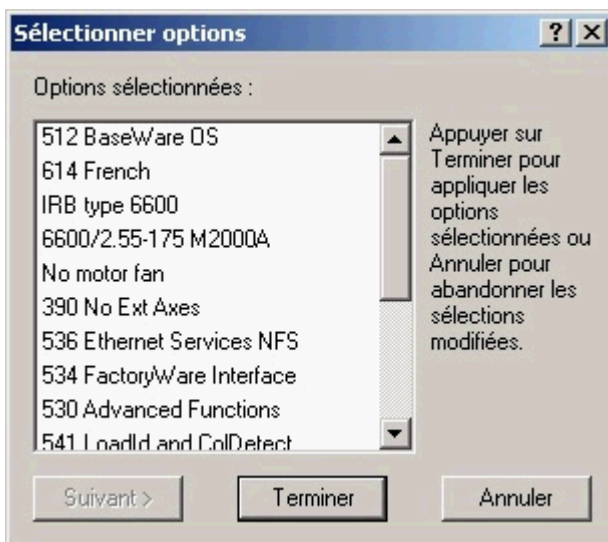 Sélectionner options
Options sélectionnées :
512 BaseWare OS
614 French
IRB type 6600
6600/2.55-175 M2000A
No motor fan
390 No Ext Axes
536 Ethernet Services NFS
534 FactoryWare Interface
530 Advanced Functions
541 LoadId and ColDetect
Appuyer sur
Terminer pour
appliquer les
options
sélectionnées ou
Annuler pour
abandonner les
sélections
modifiées.
Suivant >
Terminer
Annuler